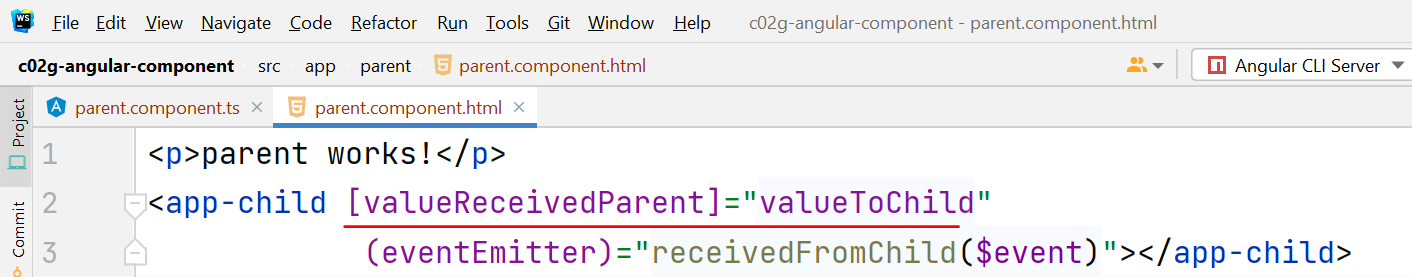 WS File Edit View Navigate Code Refactor Run Tools Git Window Help c02g-angular-component - parent.component.html
c02g-angular-component src app parent parent.component.html Angular CLI Server
Project
Commit
parent.component.ts × parent.component.html ×
1 <p>parent works!</p>
2 <app-child [valueReceivedParent]="valueToChild"
3 (eventEmitter)="receivedFromChild($event)"></app-child>